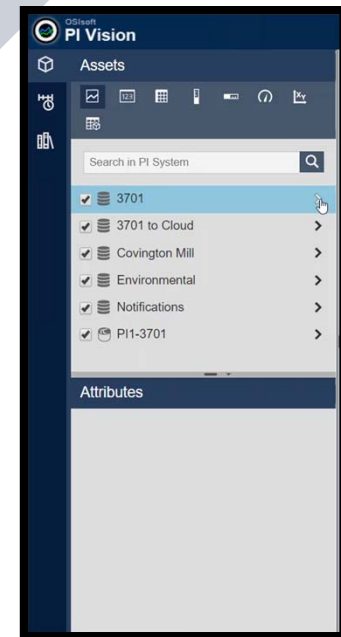 OSIsoft
PI Vision
Assets
123
Search in PI System
3701
3701 to Cloud
Covington Mill
Environmental
Notifications
PI1-3701
Attributes